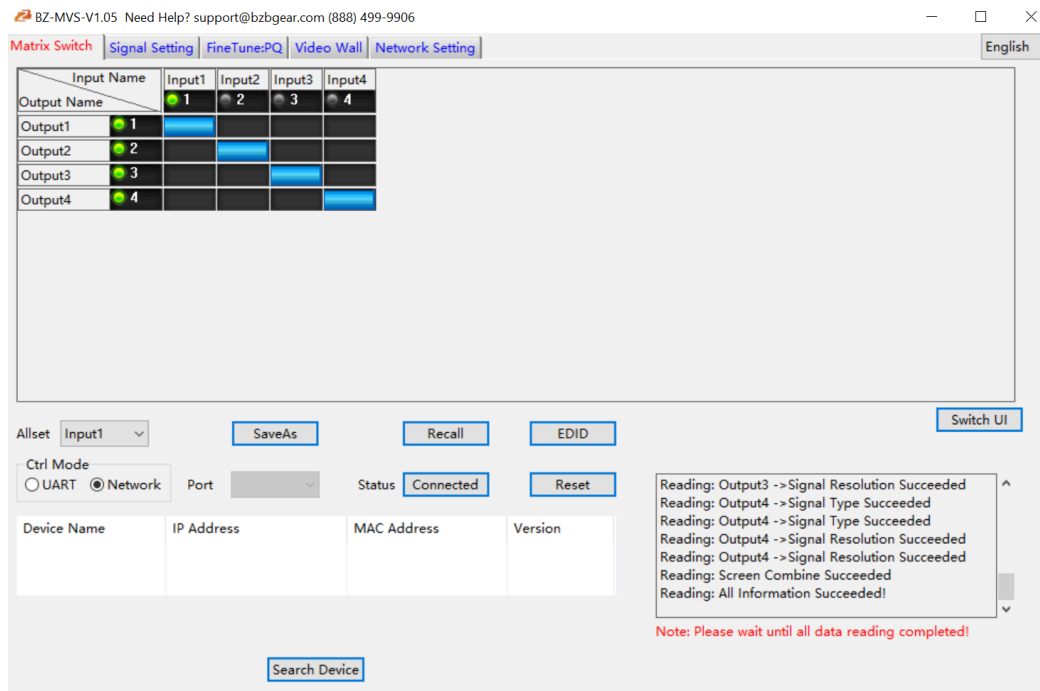 BZ-MVS-V1.05 Need Help? support@bzbgear.com (888) 499-9906
Matrix Switch Signal Setting FineTune:PQ Video Wall Network Setting English
Input Name Input1 Input2 Input3 Input4
Output Name 1 2 3 4
Output1 1
Output2 2
Output3 3
Output4 4
Switch UI
Allset Input1 SaveAs Recall EDID
Ctrl Mode
UART Network Port Status Connected Reset
Device Name IP Address MAC Address Version
Reading: Output3 ->Signal Resolution Succeeded
Reading: Output4 ->Signal Type Succeeded
Reading: Output4 ->Signal Type Succeeded
Reading: Output4 ->Signal Resolution Succeeded
Reading: Output4 ->Signal Resolution Succeeded
Reading: Screen Combine Succeeded
Reading: All Information Succeeded!
Note: Please wait until all data reading completed!
Search Device